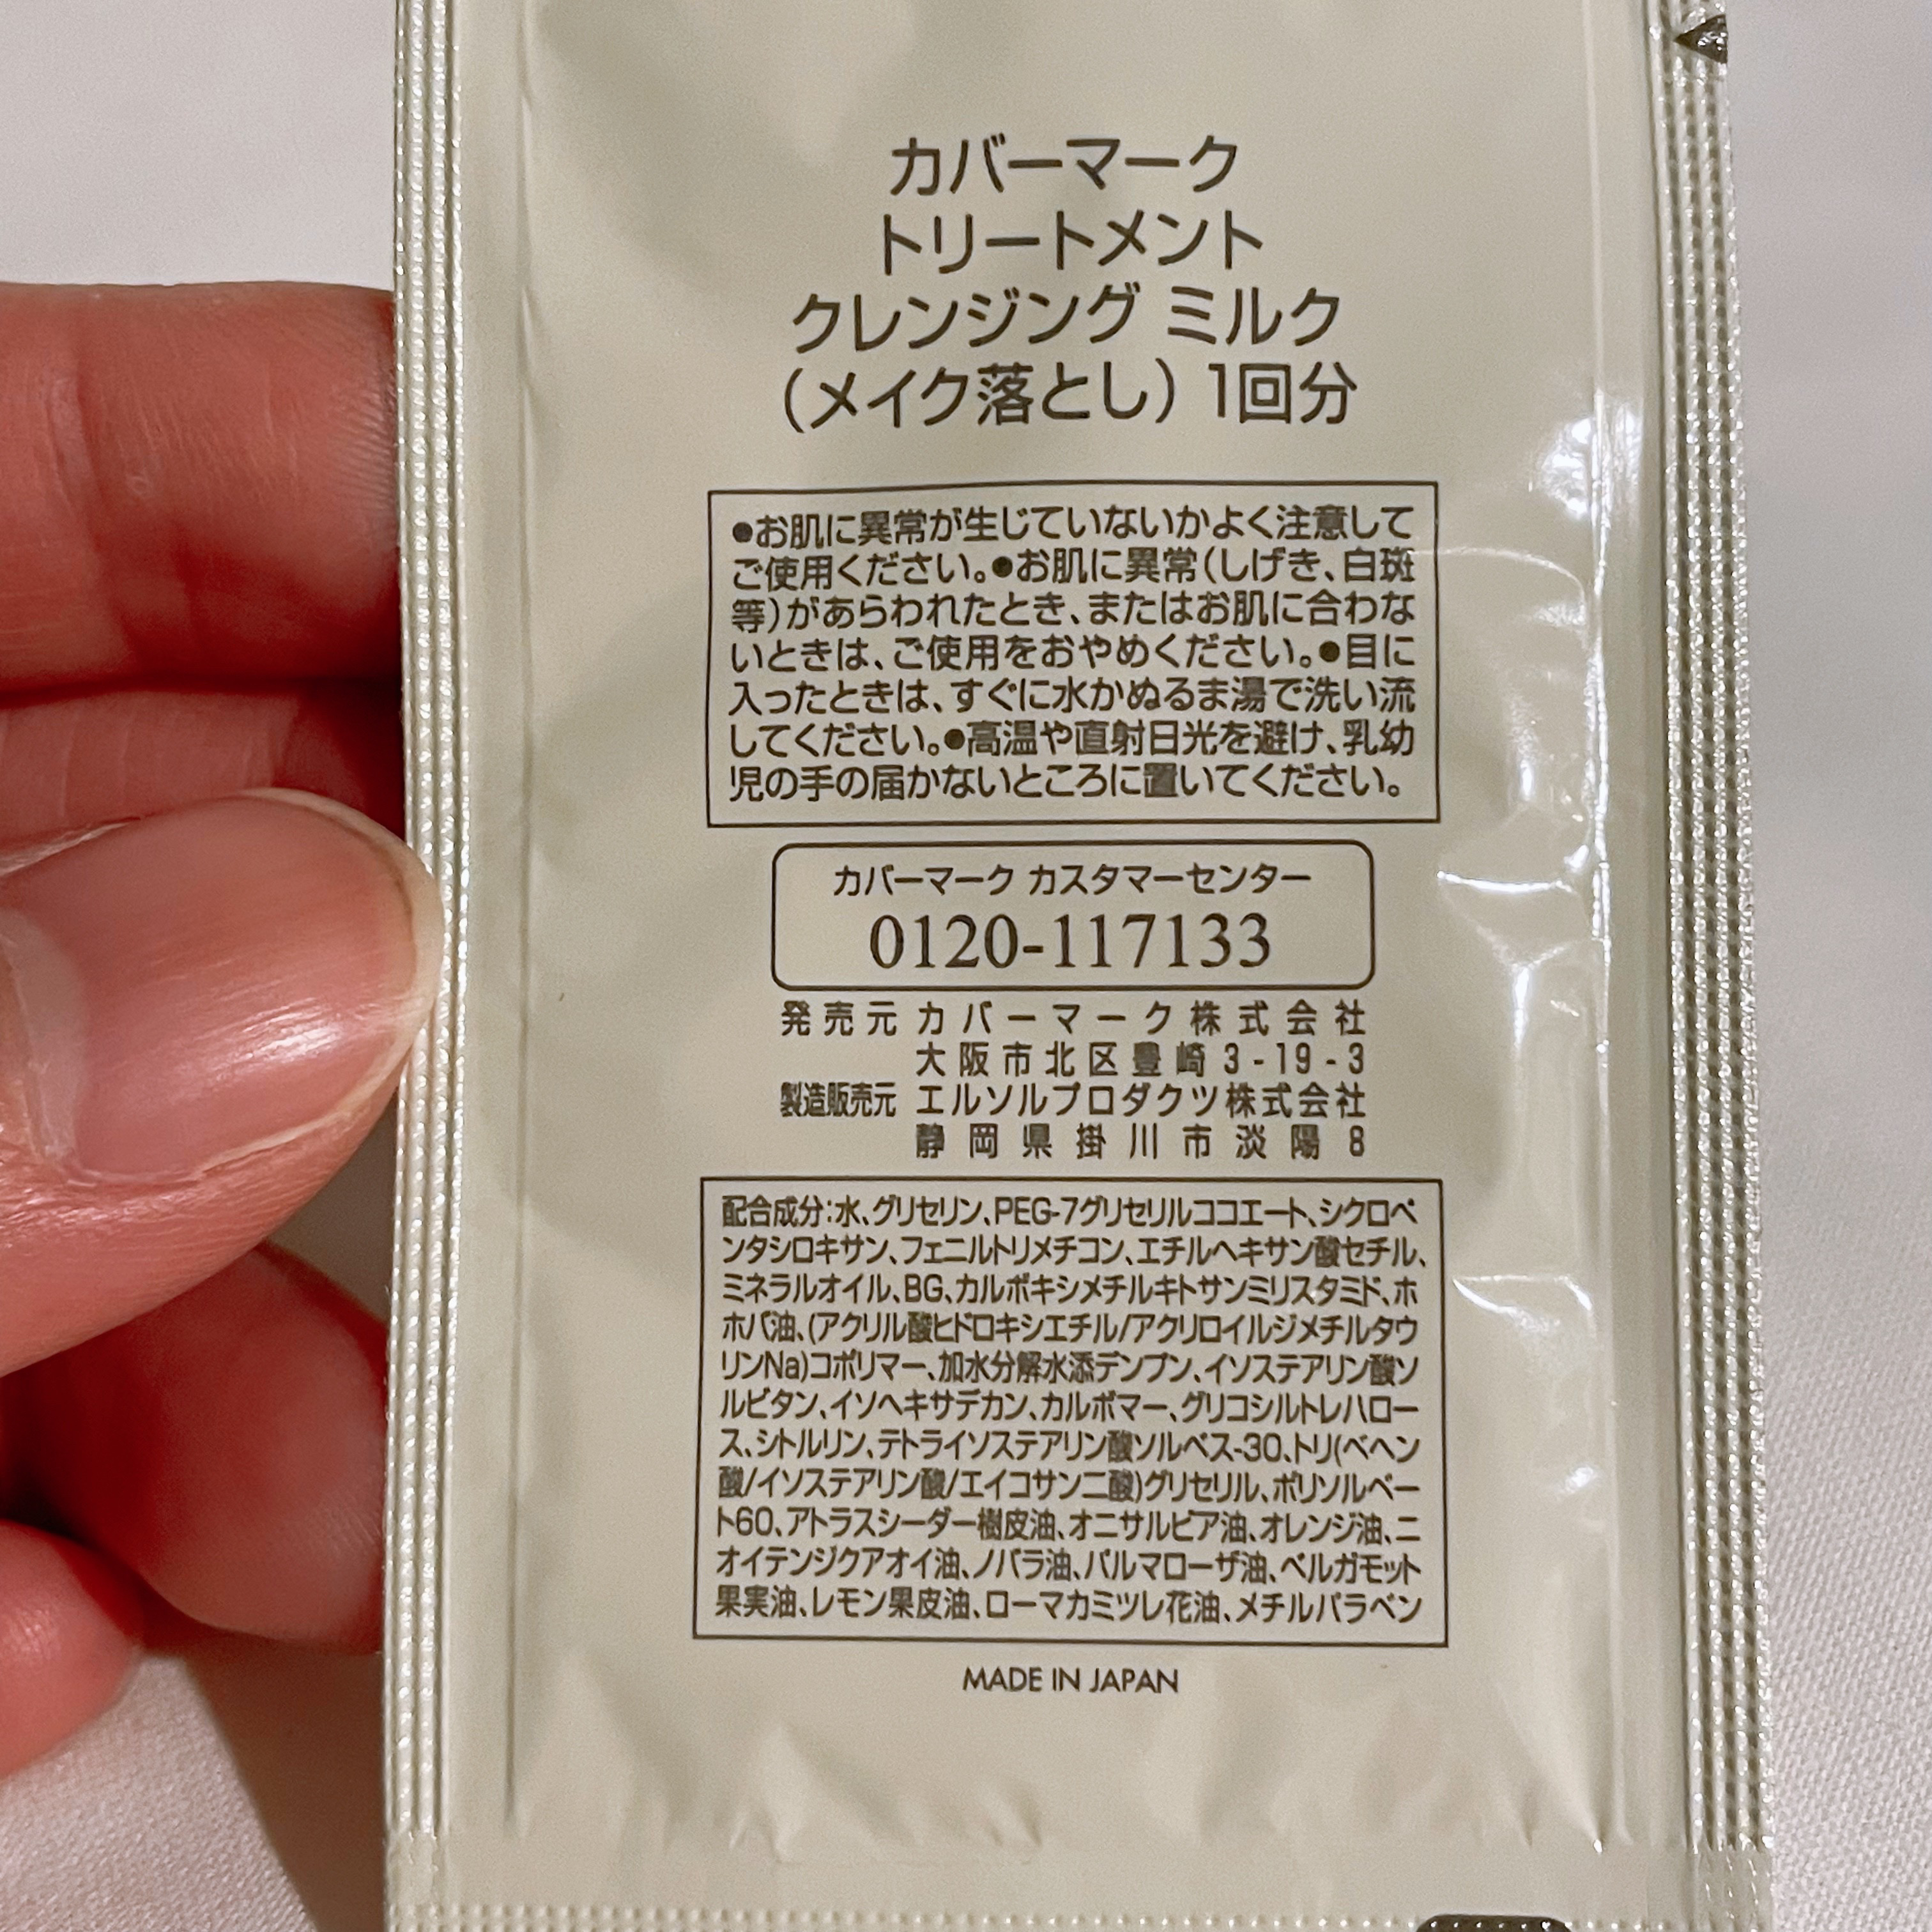 カバーマーク
トリートメント
クレンジング ミルク
（メイク落とし）1回分
●お肌に異常が生じていないかよく注意して
ご使用ください。●お肌に異常（しげき、白斑
等）があらわれたとき、またはお肌に合わな
いときは、ご使用をおやめください。●目に
入ったときは、すぐに水かぬるま湯で洗い流
してください。●高温や直射日光を避け、乳幼
児の手の届かないところに置いてください。
カバーマーク カスタマーセンター
0120-117133
発売元 カバーマーク株式会社
大阪市北区豊崎3-19-3
製造販売元 エルソルプロダクツ株式会社
静岡県掛川市淡陽8
配合成分：水、グリセリン、PEG-7グリセリルココエート、シクロペ
ンタシロキサン、フェニルトリメチコン、エチルヘキサン酸セチル、
ミネラルオイル、BG、カルボキシメチルキトサンミリスタミド、ホ
ホバ油、(アクリル酸ヒドロキシエチル/アクリロイルジメチルタウ
リンNa)コポリマー、加水分解水添デンプン、イソステアリン酸ソ
ルビタン、イソヘキサデカン、カルボマー、グリコシルトレハロー
ス、シトルリン、テトライソステアリン酸ソルベス-30、トリ(ベヘン
酸/イソステアリン酸/エイコサン二酸)グリセリル、ポリソルベー
ト60、アトラスシーダー樹皮油、オニサルビア油、オレンジ油、ニ
オイテンジクアオイ油、ノバラ油、パルマローザ油、ベルガモット
果実油、レモン果皮油、ローマカミツレ花油、メチルパラベン
MADE IN JAPAN